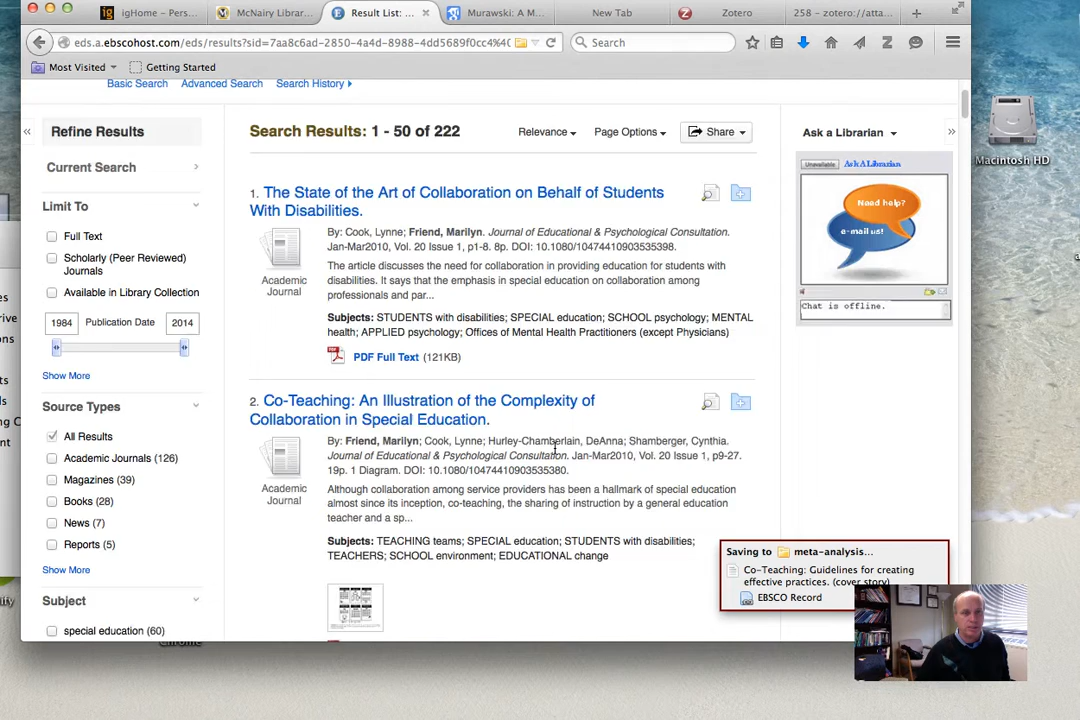 igHome - Pers...
McNairy Librar...
Result List: ...
Murawski: A M...
New Tab
Zotero
258 - zotero://atta...
eds.a.ebscohost.com/eds/results?sid=7aa8c6ad-2850-4a4d-8988-4dd5689f0cc4%40
Search
Most Visited
Getting Started
Basic Search
Advanced Search
Search History
Refine Results
Current Search
Limit To
Full Text
Scholarly (Peer Reviewed)
Journals
Available in Library Collection
1984
Publication Date
2014
Show More
Source Types
All Results
Academic Journals (126)
Magazines (39)
Books (28)
News (7)
Reports (5)
Show More
Subject
special education (60)
Search Results: 1 - 50 of 222
Relevance
Page Options
Share
1. The State of the Art of Collaboration on Behalf of Students
With Disabilities.
By: Cook, Lynne; Friend, Marilyn. Journal of Educational & Psychological Consultation.
Jan-Mar2010, Vol. 20 Issue 1, p1-8. 8p. DOI: 10.1080/10474410903535398.
The article discusses the need for collaboration in providing education for students with
disabilities. It says that the emphasis in special education on collaboration among
professionals and par...
Subjects: STUDENTS with disabilities; SPECIAL education; SCHOOL psychology; MENTAL
health; APPLIED psychology; Offices of Mental Health Practitioners (except Physicians)
Academic
Journal
PDF Full Text (121KB)
2. Co-Teaching: An Illustration of the Complexity of
Collaboration in Special Education.
By: Friend, Marilyn; Cook, Lynne; Hurley-Chamberlain, DeAnna; Shamberger, Cynthia.
Journal of Educational & Psychological Consultation. Jan-Mar2010, Vol. 20 Issue 1, p9-27.
19p. 1 Diagram. DOI: 10.1080/10474410903535380.
Although collaboration among service providers has been a hallmark of special education
almost since its inception, co-teaching, the sharing of instruction by a general education
teacher and a sp...
Subjects: TEACHING teams; SPECIAL education; STUDENTS with disabilities;
TEACHERS; SCHOOL environment; EDUCATIONAL change
Academic
Journal
Ask a Librarian
Unavailable
Ask A Librarian
Need help?
e-mail us!
Chat is offline.
Saving to meta-analysis...
Co-Teaching: Guidelines for creating
effective practices. (cover story)
EBSCO Record
Macintosh HD